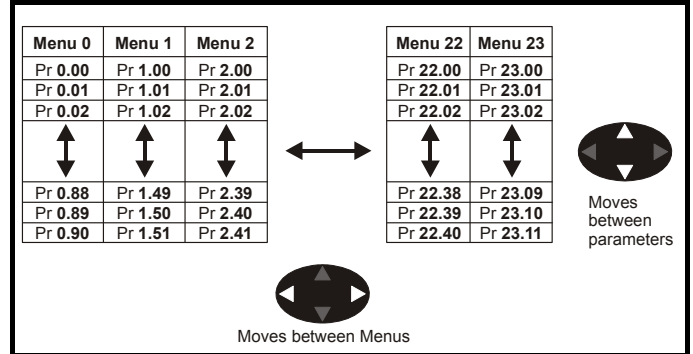 Menu 0 Menu 1 Menu 2 Menu 22 Menu 23
Pr 0.00 Pr 1.00 Pr 2.00 Pr 22.00 Pr 23.00
Pr 0.01 Pr 1.01 Pr 2.01 Pr 22.01 Pr 23.01
Pr 0.02 Pr 1.02 Pr 2.02 Pr 22.02 Pr 23.02
Pr 0.88 Pr 1.49 Pr 2.39 Pr 22.38 Pr 23.09
Pr 0.89 Pr 1.50 Pr 2.40 Pr 22.39 Pr 23.10
Pr 0.90 Pr 1.51 Pr 2.41 Pr 22.40 Pr 23.11
Moves
between
parameters
Moves between Menus